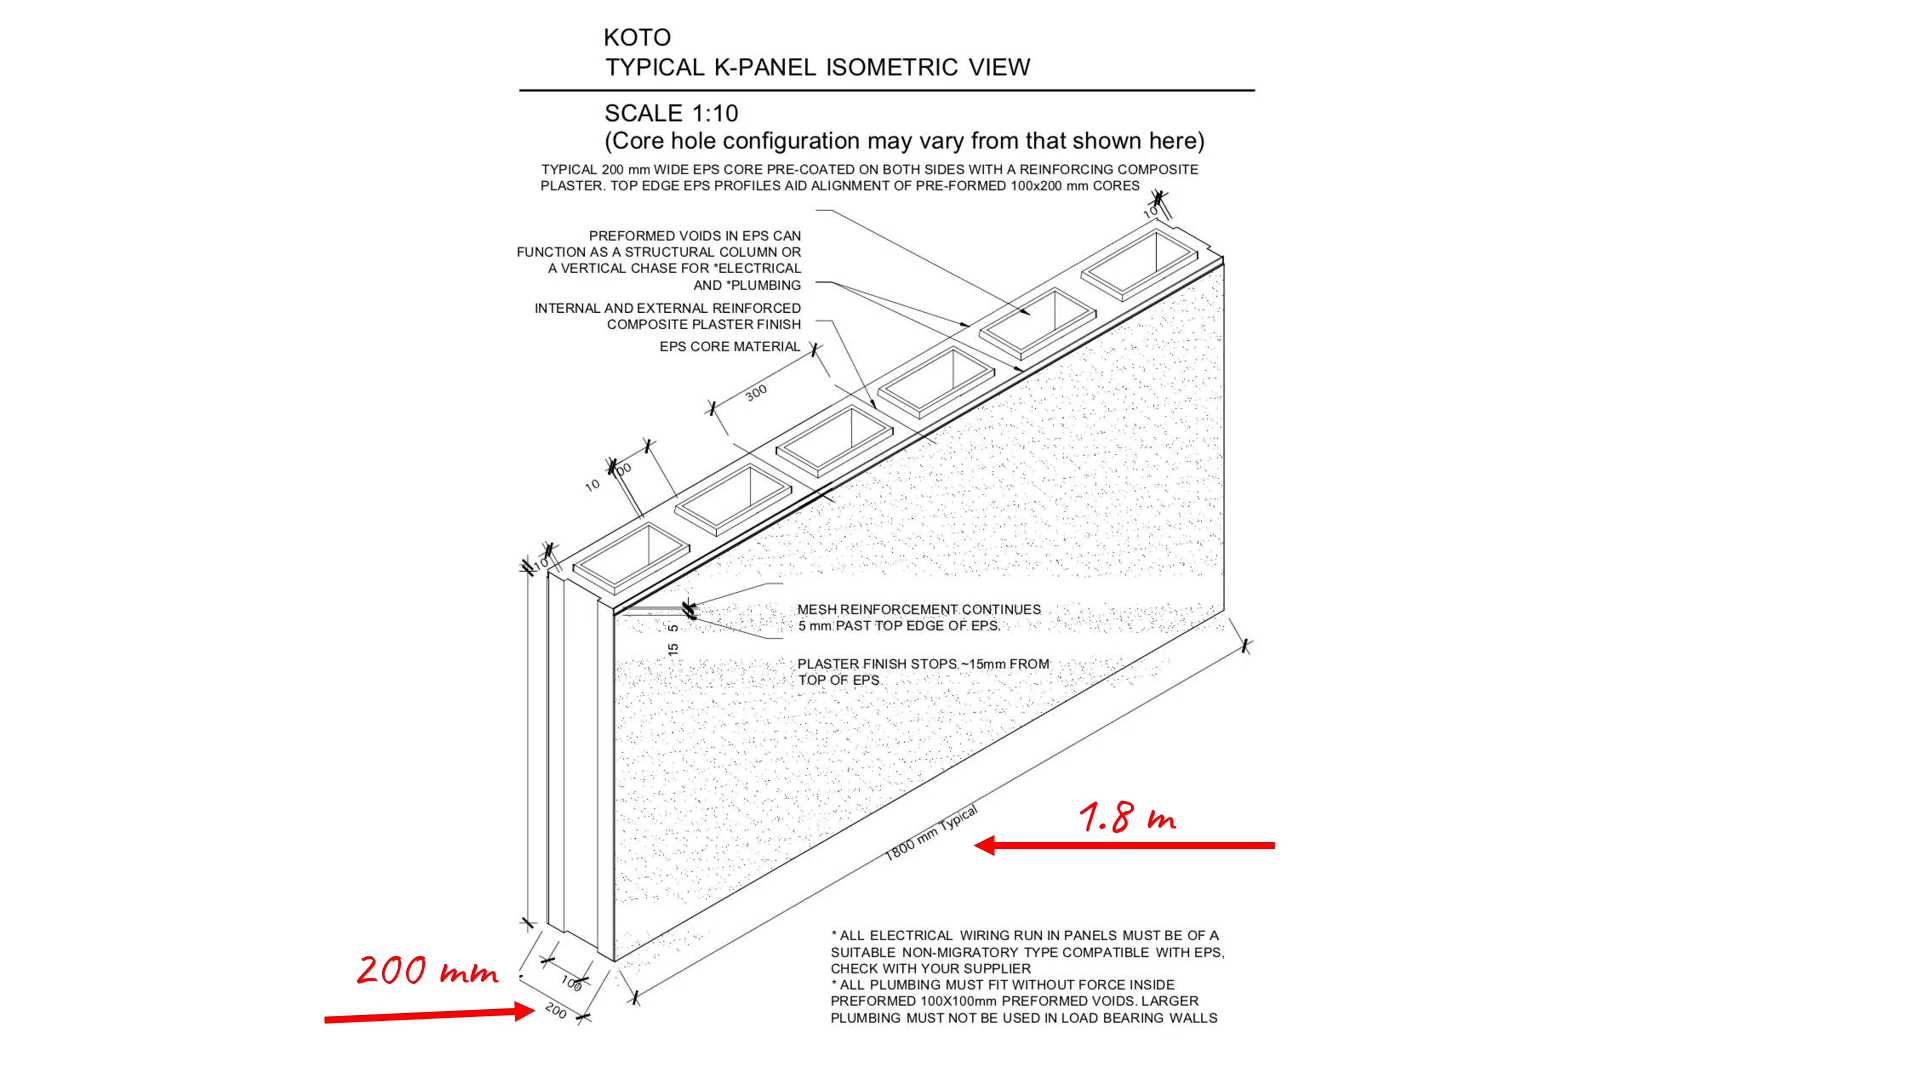 KOTO
TYPICAL K-PANEL ISOMETRIC VIEW
SCALE 1:10
(Core hole configuration may vary from that shown here)
TYPICAL 200 mm WIDE EPS CORE PRE-COATED ON BOTH SIDES WITH A REINFORCING COMPOSITE
PLASTER. TOP EDGE EPS PROFILES AID ALIGNMENT OF PRE-FORMED 100x200 mm CORES
10
PREFORMED VOIDS IN EPS CAN
FUNCTION AS A STRUCTURAL COLUMN OR
A VERTICAL CHASE FOR *ELECTRICAL
AND *PLUMBING
INTERNAL AND EXTERNAL REINFORCED
COMPOSITE PLASTER FINISH
EPS CORE MATERIAL
300
10
10
MESH REINFORCEMENT CONTINUES
5 mm PAST TOP EDGE OF EPS.
5
15
PLASTER FINISH STOPS ~15mm FROM
TOP OF EPS
1.8 m
1800 mm Typical
200 mm
100
200
* ALL ELECTRICAL WIRING RUN IN PANELS MUST BE OF A
SUITABLE NON-MIGRATORY TYPE COMPATIBLE WITH EPS,
CHECK WITH YOUR SUPPLIER
* ALL PLUMBING MUST FIT WITHOUT FORCE INSIDE
PREFORMED 100X100mm PREFORMED VOIDS. LARGER
PLUMBING MUST NOT BE USED IN LOAD BEARING WALLS